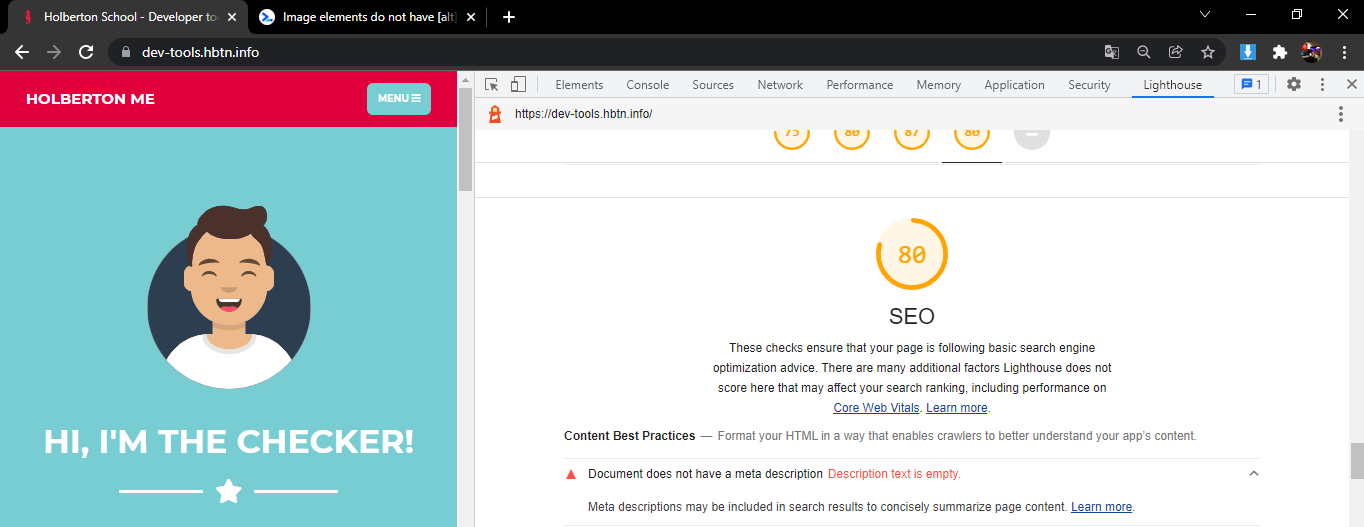 Holberton School - Developer to
Image elements do not have [alt]
dev-tools.hbtn.info
HOLBERTON ME
MENU
Elements Console Sources Network Performance Memory Application Security Lighthouse 1
https://dev-tools.hbtn.info/
75 80 87 80
80
SEO
These checks ensure that your page is following basic search engine
optimization advice. There are many additional factors Lighthouse does not
score here that may affect your search ranking, including performance on
Core Web Vitals. Learn more.
Content Best Practices — Format your HTML in a way that enables crawlers to better understand your app's content.
Document does not have a meta description Description text is empty.
Meta descriptions may be included in search results to concisely summarize page content. Learn more.
HI, I'M THE CHECKER!